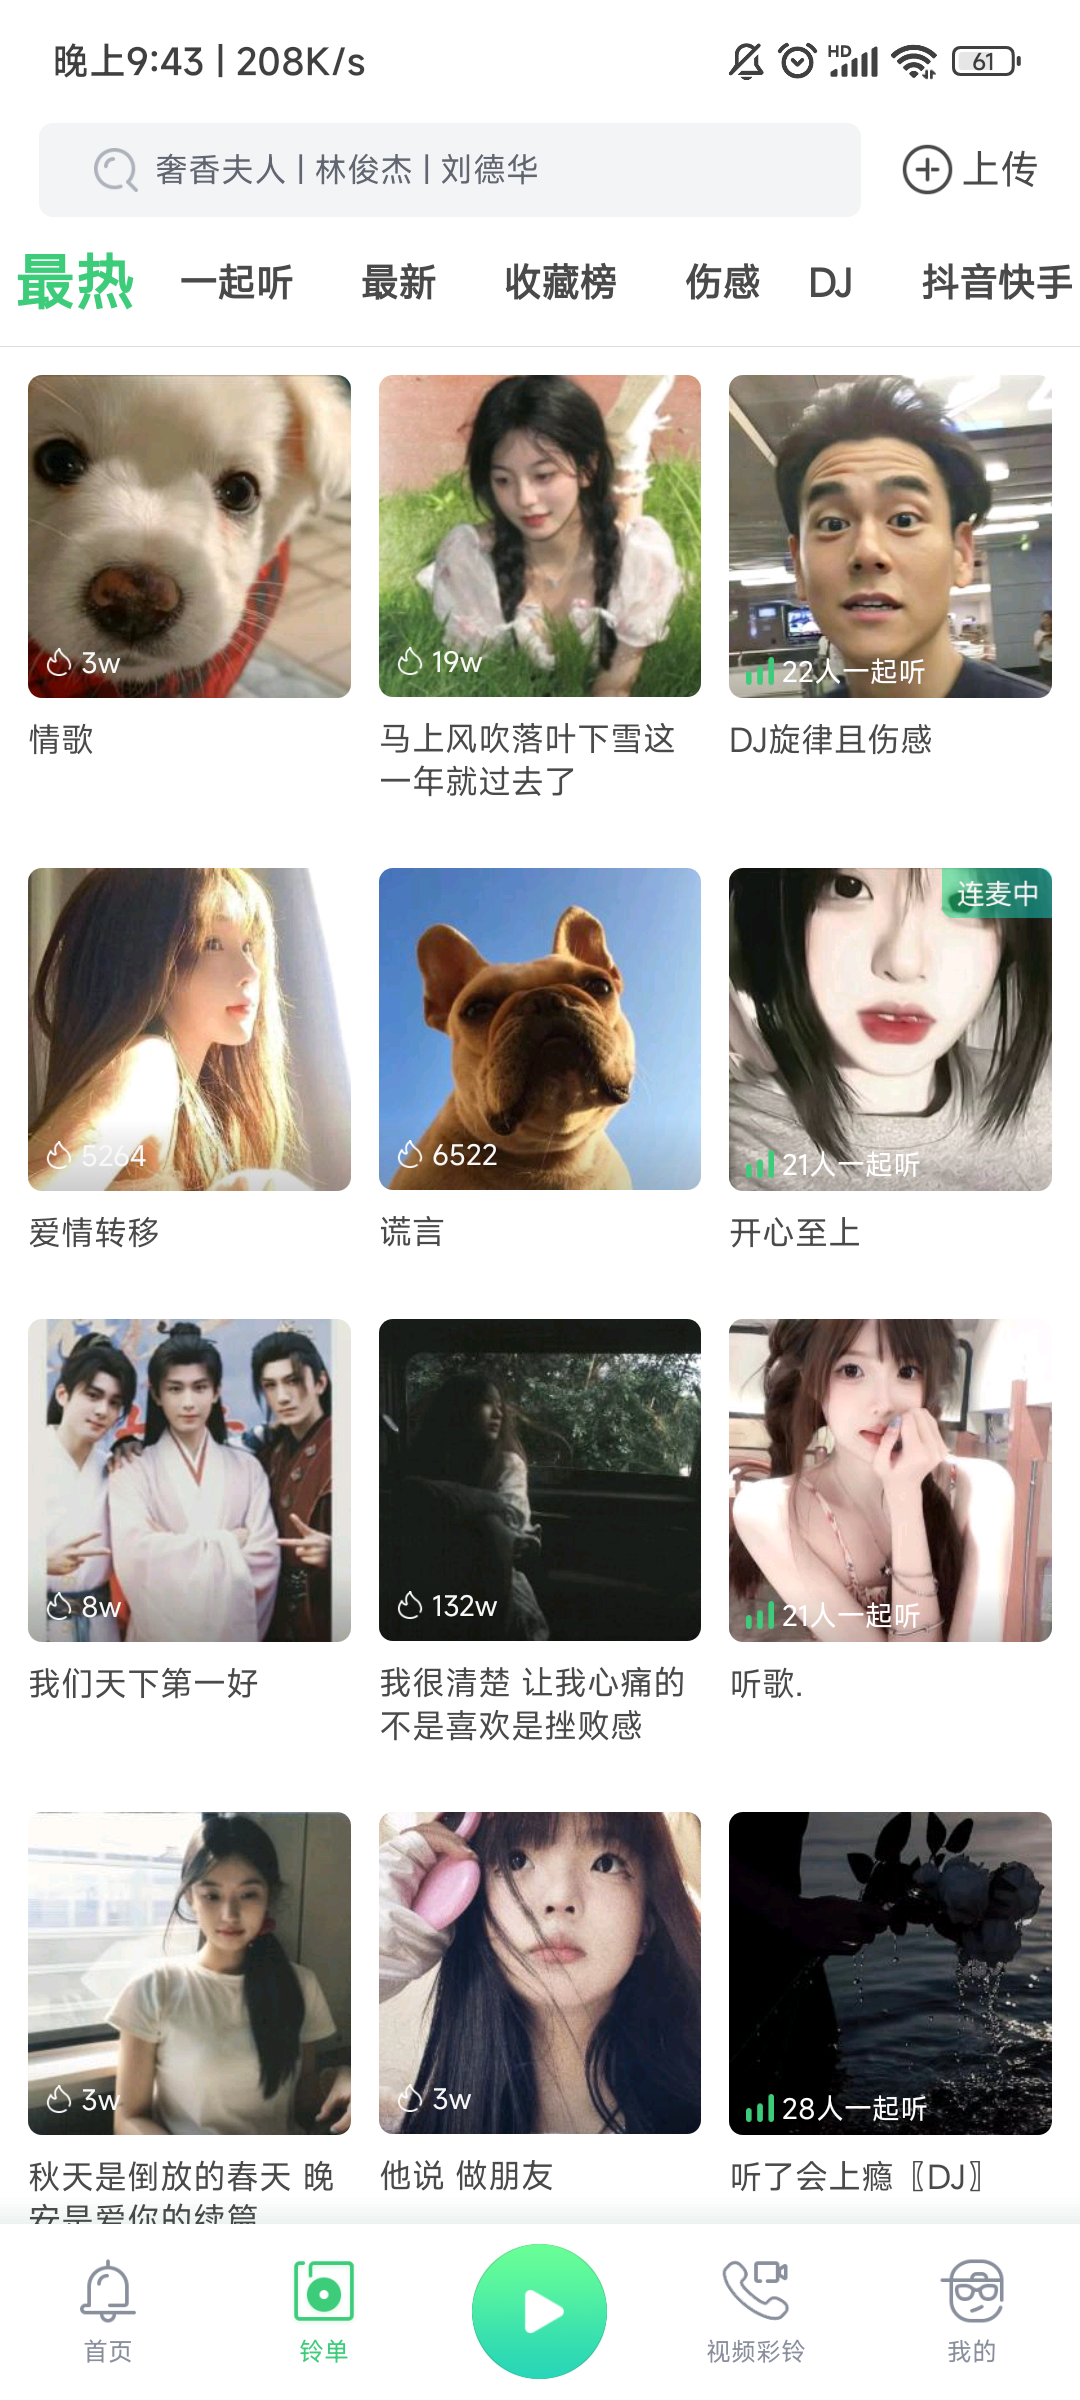 晚上9:43 | 208K/s
HD
61
奢香夫人 | 林俊杰 | 刘德华
上传
最热 一起听 最新 收藏榜 伤感 DJ 抖音快手
3w
19w
22人一起听
情歌
马上风吹落叶下雪这
一年就过去了
DJ旋律且伤感
连麦中
5264
6522
21人一起听
爱情转移
谎言
开心至上
8w
132w
21人一起听
我们天下第一好
我很清楚 让我心痛的
不是喜欢是挫败感
听歌.
3w
3w
28人一起听
秋天是倒放的春天 晚
安是爱你的续篇
他说 做朋友
听了会上瘾〖DJ〗
首页
铃单
视频彩铃
我的